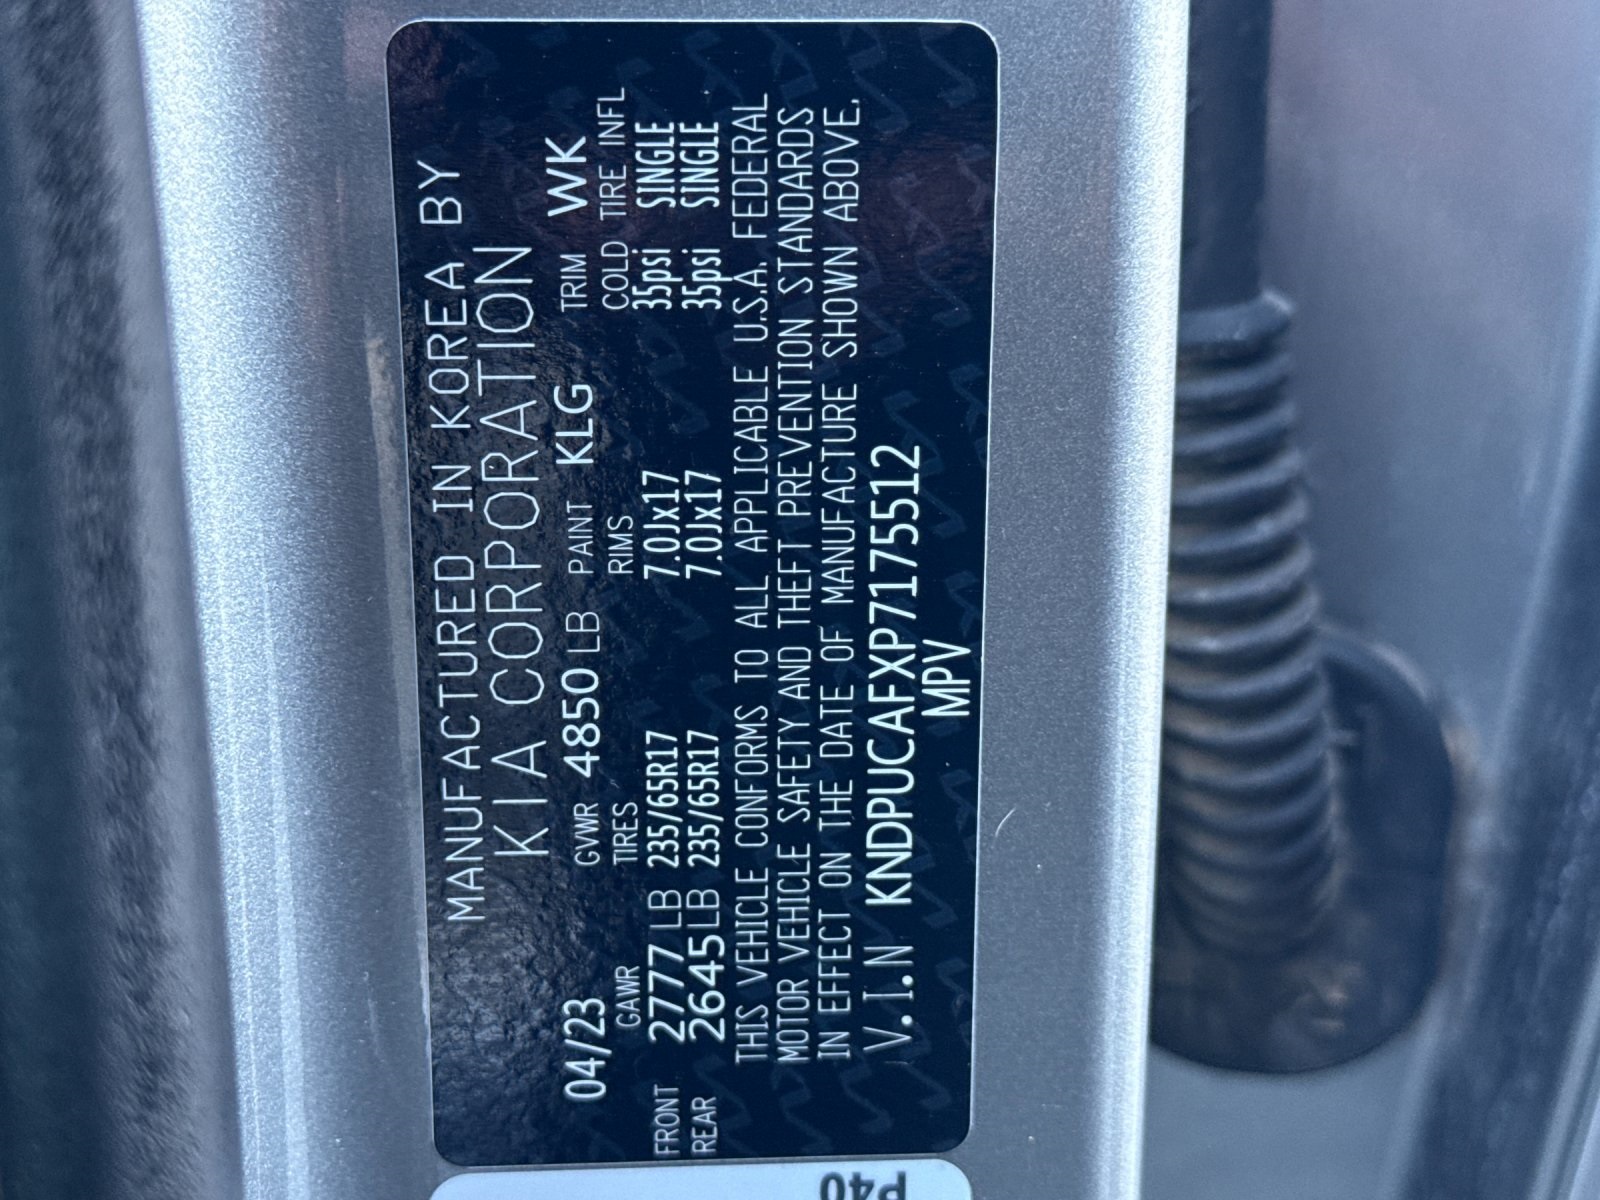 MANUFACTURED IN KOREA BY
KIA CORPORATION
04/23 GVWR 4850 LB PAINT KLG TRIM WK
GAWR TIRES RIMS COLD TIRE INFL
FRONT 2777 LB 235/65R17 7.0Jx17 35psi SINGLE
REAR 2645 LB 235/65R17 7.0Jx17 35psi SINGLE
THIS VEHICLE CONFORMS TO ALL APPLICABLE U.S.A. FEDERAL
MOTOR VEHICLE SAFETY AND THEFT PREVENTION STANDARDS
IN EFFECT ON THE DATE OF MANUFACTURE SHOWN ABOVE.
V.I.N KNDPUCAFXP7175512
MPV
P40